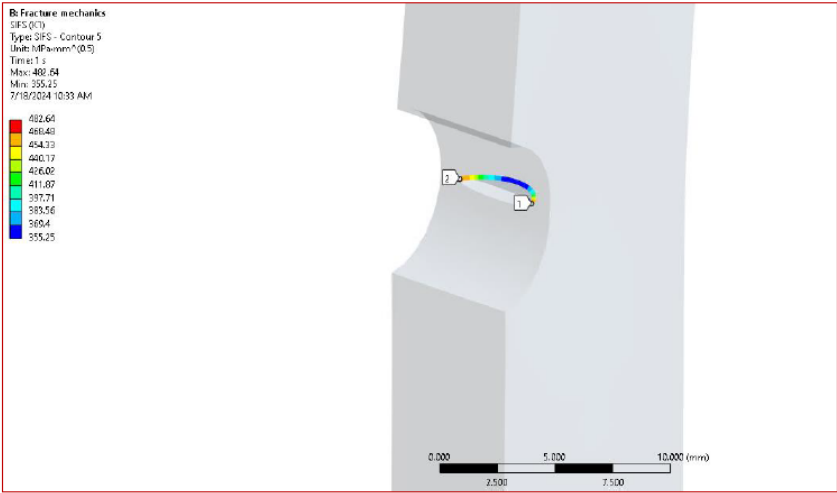 B: Fracture mechanics
SIFS (K1)
Type: SIFS - Contour 5
Unit: MPa·mm^(0.5)
Time: 1 s
Max: 482.64
Min: 355.25
7/18/2024 10:33 AM
482.64
468.48
454.33
440.17
426.02
411.87
397.71
383.56
369.4
355.25
2
1
0.000 5.000 10.000 (mm)
2.500 7.500